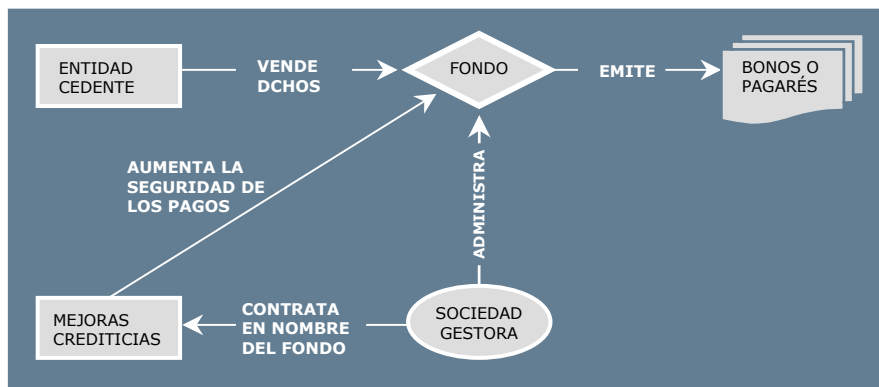 ENTIDAD
CEDENTE
VENDE
DCHOS
FONDO
EMITE
BONOS O
PAGARÉS
AUMENTA LA
SEGURIDAD DE
LOS PAGOS
ADMINISTRA
MEJORAS
CREDITICIAS
CONTRATA
EN NOMBRE
DEL FONDO
SOCIEDAD
GESTORA